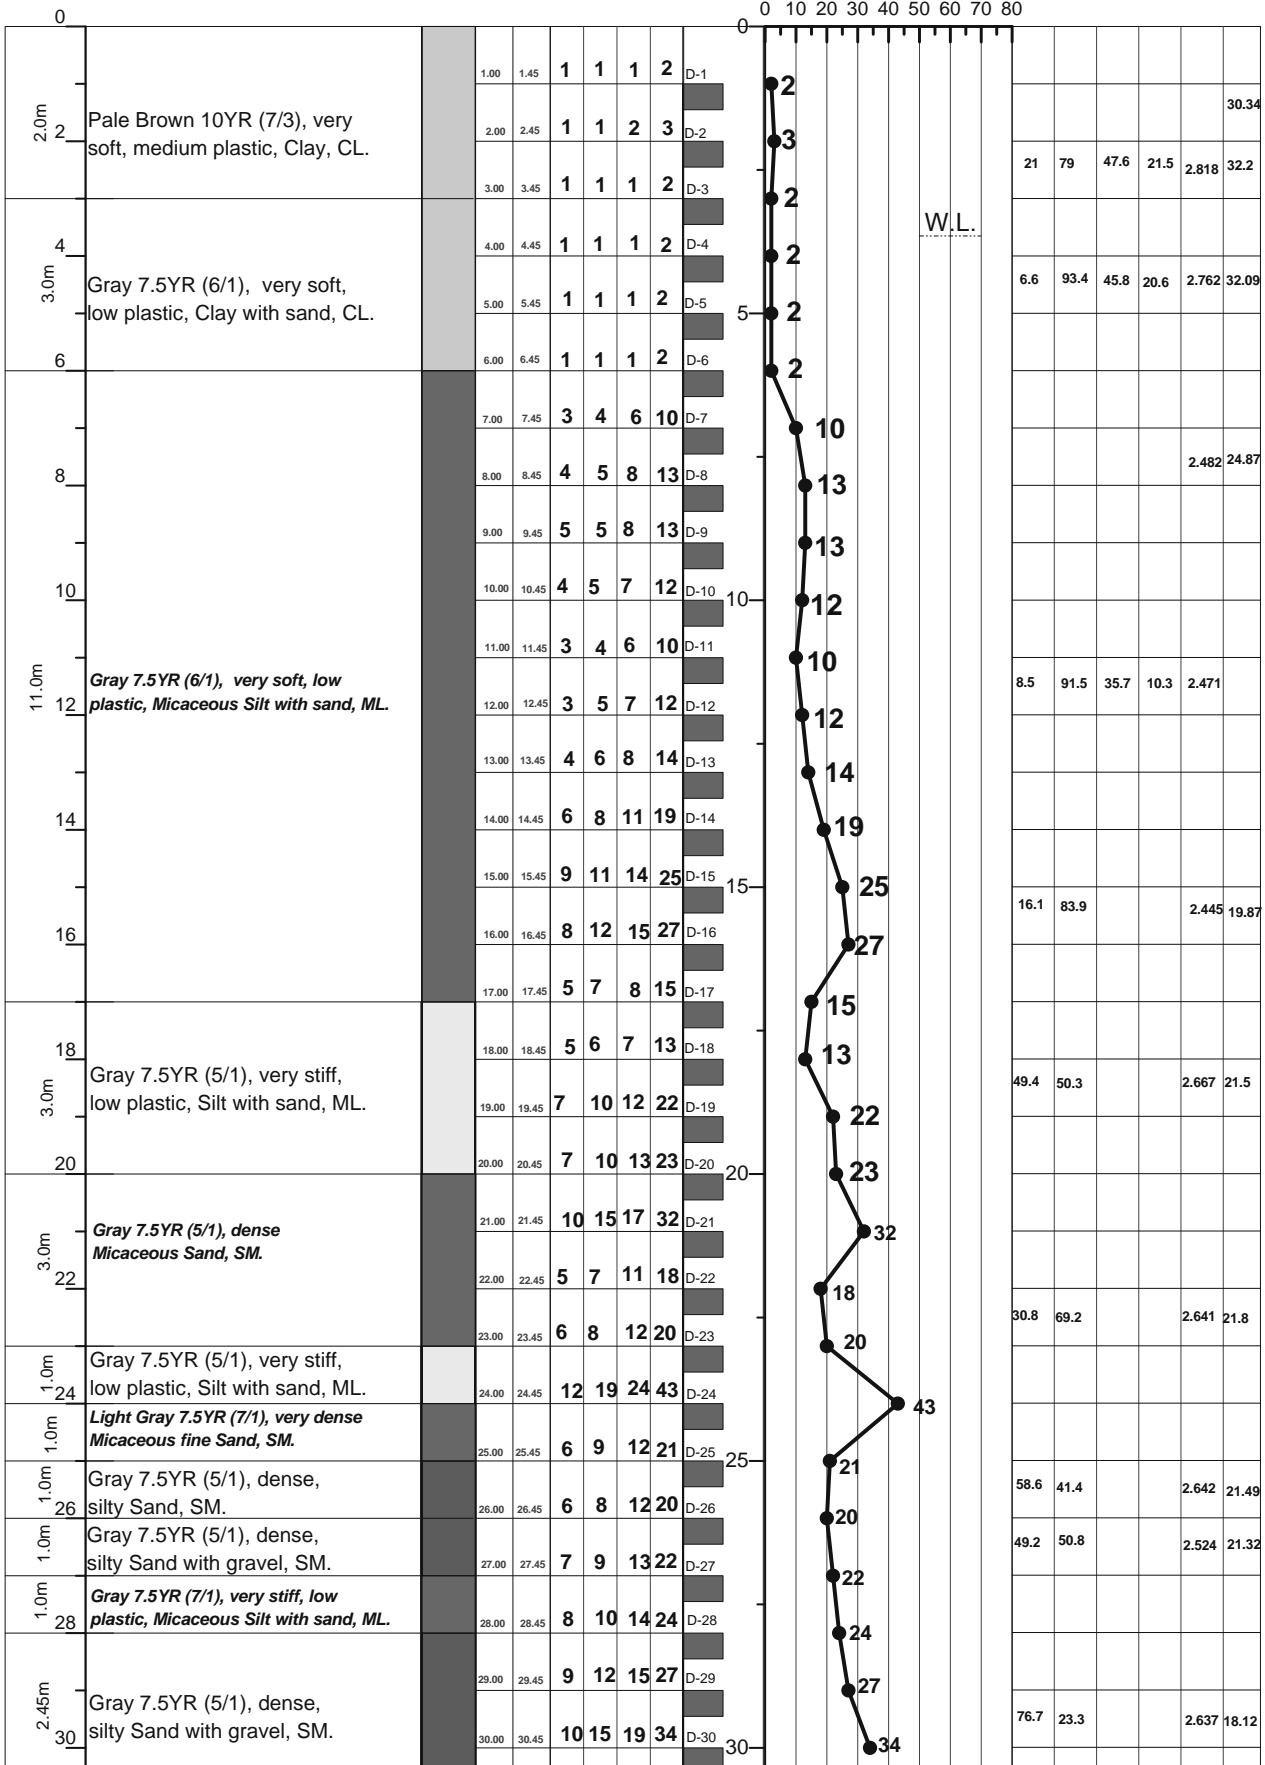 0 10 20 30 40 50 60 70 80
0 0
1.00 1.45 1 1 1 2 D-1
2
30.34
2.0m
2
Pale Brown 10YR (7/3), very
soft, medium plastic, Clay, CL.
2.00 2.45 1 1 2 3 D-2
3
21 79 47.6 21.5 2.818 32.2
3.00 3.45 1 1 1 2 D-3
2
W.L.
4
4.00 4.45 1 1 1 2 D-4
2
3.0m
Gray 7.5YR (6/1), very soft,
low plastic, Clay with sand, CL.
6.6 93.4 45.8 20.6 2.762 32.09
5.00 5.45 1 1 1 2 D-5
5
2
6
6.00 6.45 1 1 1 2 D-6
2
7.00 7.45 3 4 6 10 D-7
10
2.482 24.87
8
8.00 8.45 4 5 8 13 D-8
13
9.00 9.45 5 5 8 13 D-9
13
10
10.00 10.45 4 5 7 12 D-10
10
12
11.00 11.45 3 4 6 10 D-11
10
11.0m
Gray 7.5YR (6/1), very soft, low
plastic, Micaceous Silt with sand, ML.
8.5 91.5 35.7 10.3 2.471
12
12.00 12.45 3 5 7 12 D-12
12
13.00 13.45 4 6 8 14 D-13
14
14
14.00 14.45 6 8 11 19 D-14
19
15.00 15.45 9 11 14 25 D-15
15
25
16.1 83.9 2.445 19.87
16
16.00 16.45 8 12 15 27 D-16
27
17.00 17.45 5 7 8 15 D-17
15
18
18.00 18.45 5 6 7 13 D-18
13
3.0m
Gray 7.5YR (5/1), very stiff,
low plastic, Silt with sand, ML.
49.4 50.3 2.667 21.5
19.00 19.45 7 10 12 22 D-19
22
20
20.00 20.45 7 10 13 23 D-20
20
23
21.00 21.45 10 15 17 32 D-21
32
3.0m
Gray 7.5YR (5/1), dense
Micaceous Sand, SM.
22
22.00 22.45 5 7 11 18 D-22
18
30.8 69.2 2.641 21.8
23.00 23.45 6 8 12 20 D-23
20
1.0m
24
Gray 7.5YR (5/1), very stiff,
low plastic, Silt with sand, ML.
24.00 24.45 12 19 24 43 D-24
43
1.0m
Light Gray 7.5YR (7/1), very dense
Micaceous fine Sand, SM.
25.00 25.45 6 9 12 21 D-25
25
21
1.0m
26
Gray 7.5YR (5/1), dense,
silty Sand, SM.
58.6 41.4 2.642 21.49
26.00 26.45 6 8 12 20 D-26
20
1.0m
Gray 7.5YR (5/1), dense,
silty Sand with gravel, SM.
49.2 50.8 2.524 21.32
27.00 27.45 7 9 13 22 D-27
22
1.0m
28
Gray 7.5YR (7/1), very stiff, low
plastic, Micaceous Silt with sand, ML.
28.00 28.45 8 10 14 24 D-28
24
29.00 29.45 9 12 15 27 D-29
27
2.45m
Gray 7.5YR (5/1), dense,
silty Sand with gravel, SM.
76.7 23.3 2.637 18.12
30
30.00 30.45 10 15 19 34 D-30
30
34